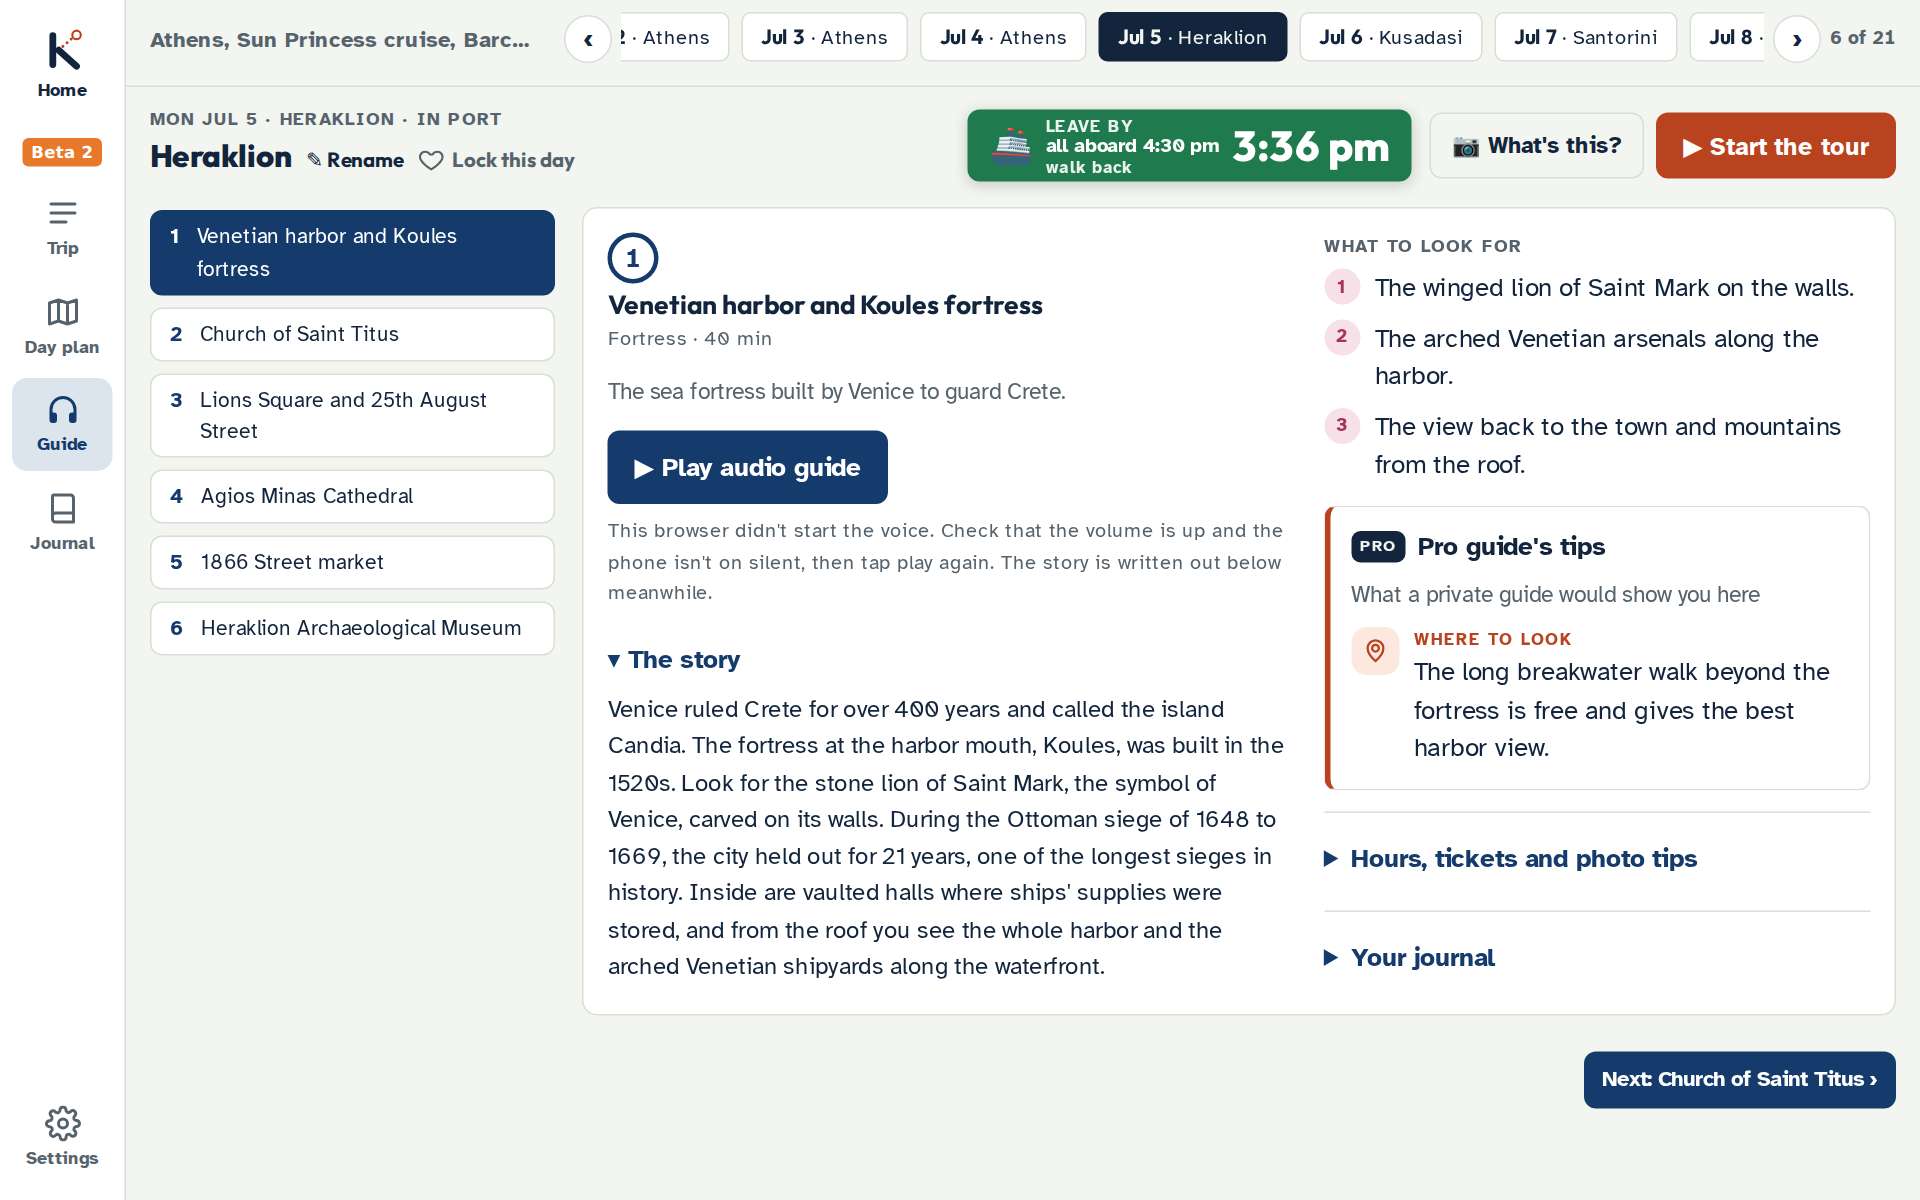 Home
Beta 2
Trip
Day plan
Guide
Journal
Settings
Athens, Sun Princess cruise, Barc...
‹
· Athens
Jul 3 · Athens
Jul 4 · Athens
Jul 5 · Heraklion
Jul 6 · Kusadasi
Jul 7 · Santorini
Jul 8 ·
›
6 of 21
MON JUL 5 · HERAKLION · IN PORT
Heraklion
✎ Rename
Lock this day
LEAVE BY
all aboard 4:30 pm
walk back
3:36 pm
What's this?
▶ Start the tour
1 Venetian harbor and Koules
fortress
2 Church of Saint Titus
3 Lions Square and 25th August
Street
4 Agios Minas Cathedral
5 1866 Street market
6 Heraklion Archaeological Museum
1
Venetian harbor and Koules fortress
Fortress · 40 min
The sea fortress built by Venice to guard Crete.
▶ Play audio guide
This browser didn't start the voice. Check that the volume is up and the
phone isn't on silent, then tap play again. The story is written out below
meanwhile.
▾ The story
Venice ruled Crete for over 400 years and called the island
Candia. The fortress at the harbor mouth, Koules, was built in the
1520s. Look for the stone lion of Saint Mark, the symbol of
Venice, carved on its walls. During the Ottoman siege of 1648 to
1669, the city held out for 21 years, one of the longest sieges in
history. Inside are vaulted halls where ships' supplies were
stored, and from the roof you see the whole harbor and the
arched Venetian shipyards along the waterfront.
WHAT TO LOOK FOR
1 The winged lion of Saint Mark on the walls.
2 The arched Venetian arsenals along the
harbor.
3 The view back to the town and mountains
from the roof.
PRO Pro guide's tips
What a private guide would show you here
WHERE TO LOOK
The long breakwater walk beyond the
fortress is free and gives the best
harbor view.
▶ Hours, tickets and photo tips
▶ Your journal
Next: Church of Saint Titus ›